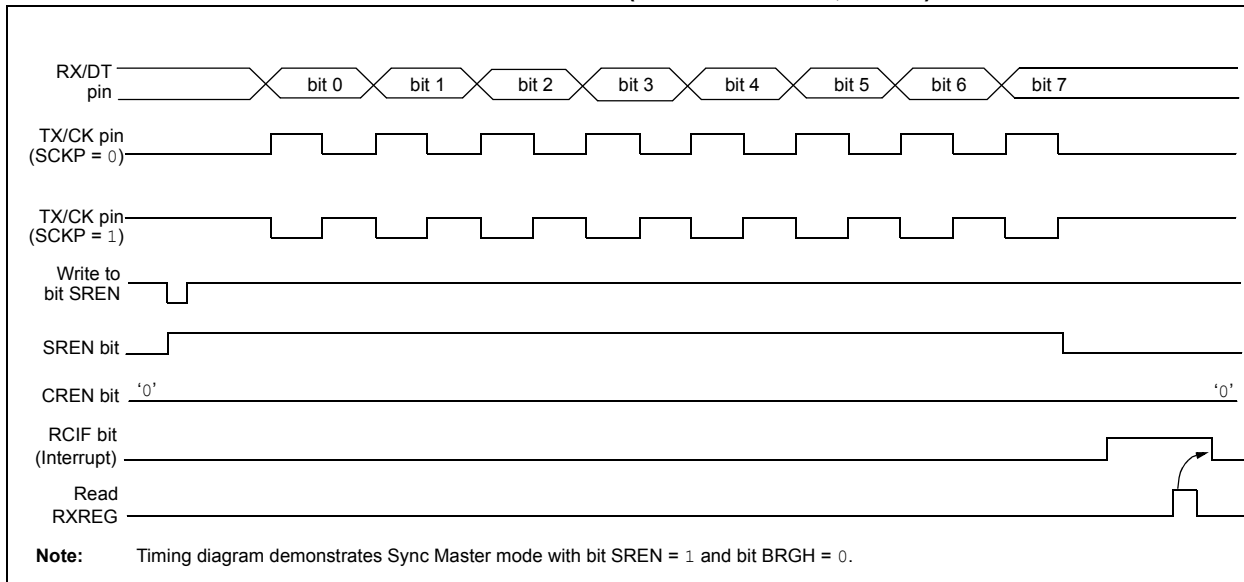 RX/DT
pin
bit 0 bit 1 bit 2 bit 3 bit 4 bit 5 bit 6 bit 7
TX/CK pin
(SCKP = 0)
TX/CK pin
(SCKP = 1)
Write to
bit SREN
SREN bit
CREN bit ‘0’ ‘0’
RCIF bit
(Interrupt)
Read
RXREG
Note: Timing diagram demonstrates Sync Master mode with bit SREN = 1 and bit BRGH = 0.